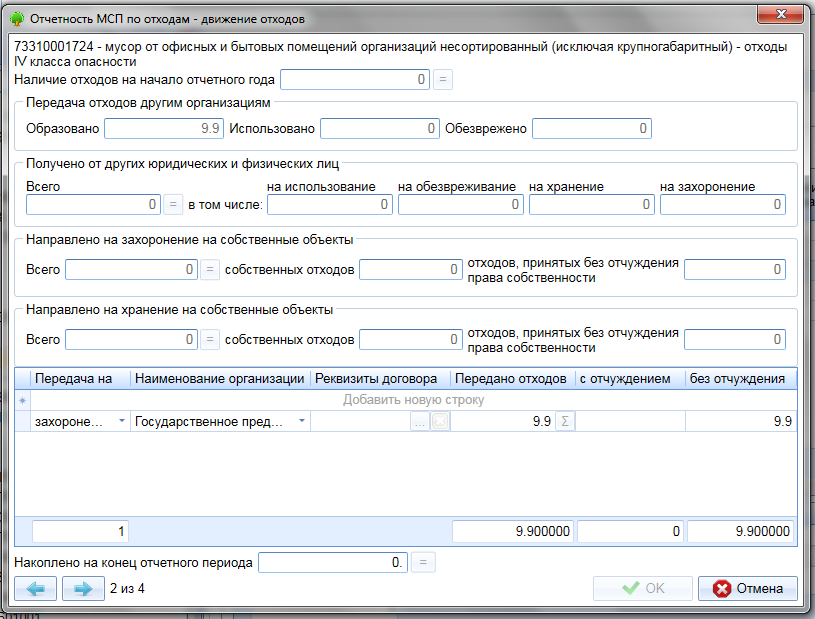 Отчетность МСП по отходам - движение отходов
73310001724 - мусор от офисных и бытовых помещений организаций несортированный (исключая крупногабаритный) - отходы
IV класса опасности
Наличие отходов на начало отчетного года 0 =
Передача отходов другим организациям
Образовано 9.9 Использовано 0 Обезврежено 0
Получено от других юридических и физических лиц
Всего на использование на обезвреживание на хранение на захоронение
0 = в том числе: 0 0 0 0
Направлено на захоронение на собственные объекты
Всего 0 = собственных отходов 0 отходов, принятых без отчуждения
права собственности 0
Направлено на хранение на собственные объекты
Всего 0 = собственных отходов 0 отходов, принятых без отчуждения
права собственности 0
Передача на Наименование организации Реквизиты договора Передано отходов с отчуждением без отчуждения
Добавить новую строку
захороне... Государственное пред... ... 9.9 Σ 9.9
1 9.900000 0 9.900000
Накоплено на конец отчетного периода 0. =
2 из 4 OK Отмена